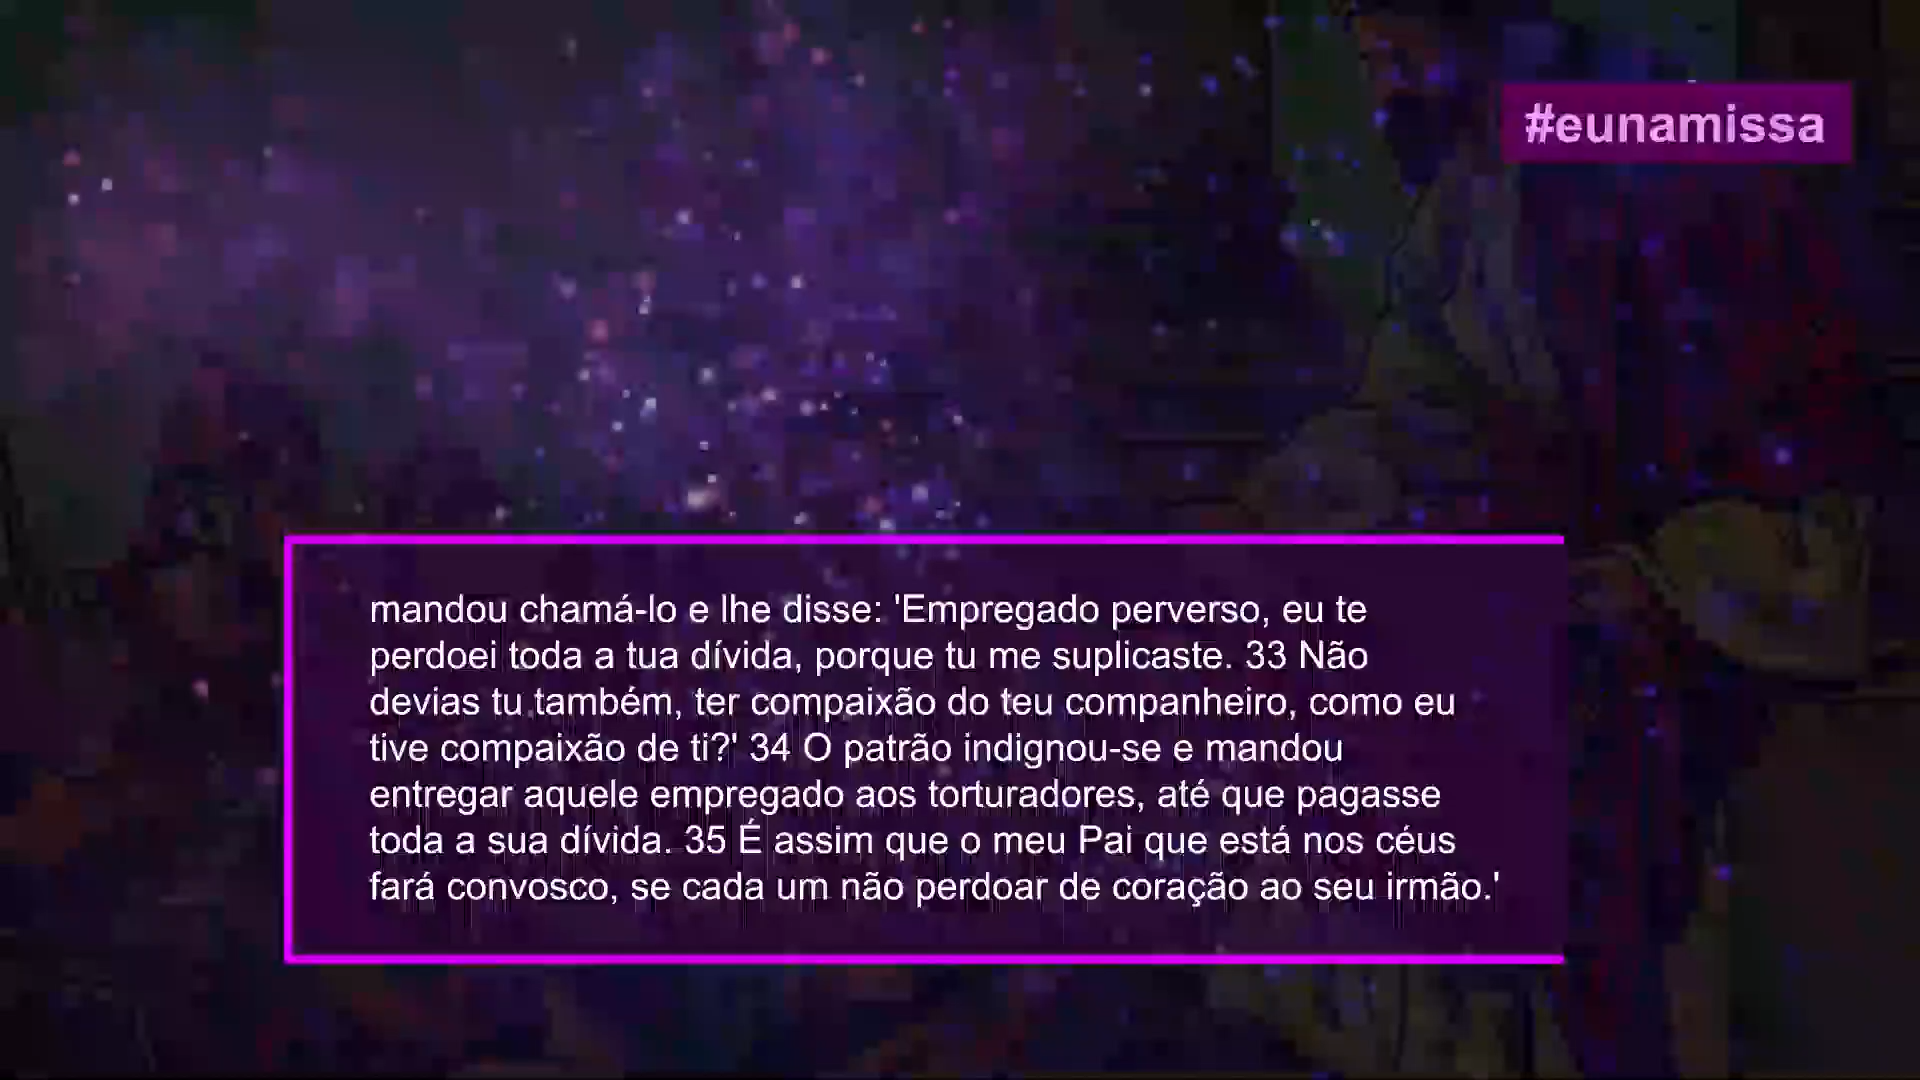 #eunamissa
mandou chamá-lo e lhe disse: 'Empregado perverso, eu te
perdoei toda a tua dívida, porque tu me suplicaste. 33 Não
devias tu também, ter compaixão do teu companheiro, como eu
tive compaixão de ti?' 34 O patrão indignou-se e mandou
entregar aquele empregado aos torturadores, até que pagasse
toda a sua dívida. 35 É assim que o meu Pai que está nos céus
fará convosco, se cada um não perdoar de coração ao seu irmão.'